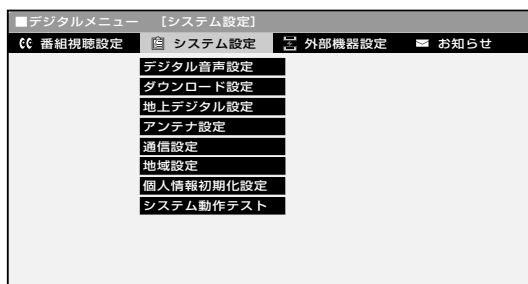 ■デジタルメニュー ［システム設定］
番組視聴設定 システム設定 外部機器設定 お知らせ
デジタル音声設定
ダウンロード設定
地上デジタル設定
アンテナ設定
通信設定
地域設定
個人情報初期化設定
システム動作テスト